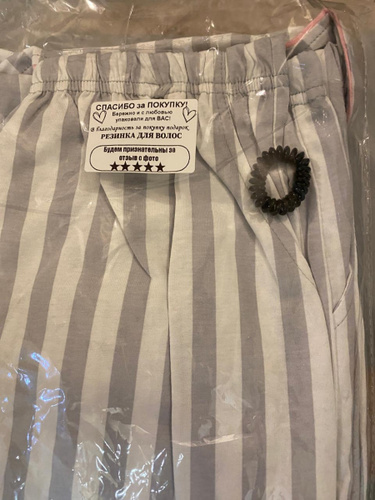 СПАСИБО за ПОКУПКУ!
Бережно и с любовью
упаковали для ВАС!
В благодарность за покупку подарок
РЕЗИНКА ДЛЯ ВОЛОС
Будем признательны за
отзыв с фото